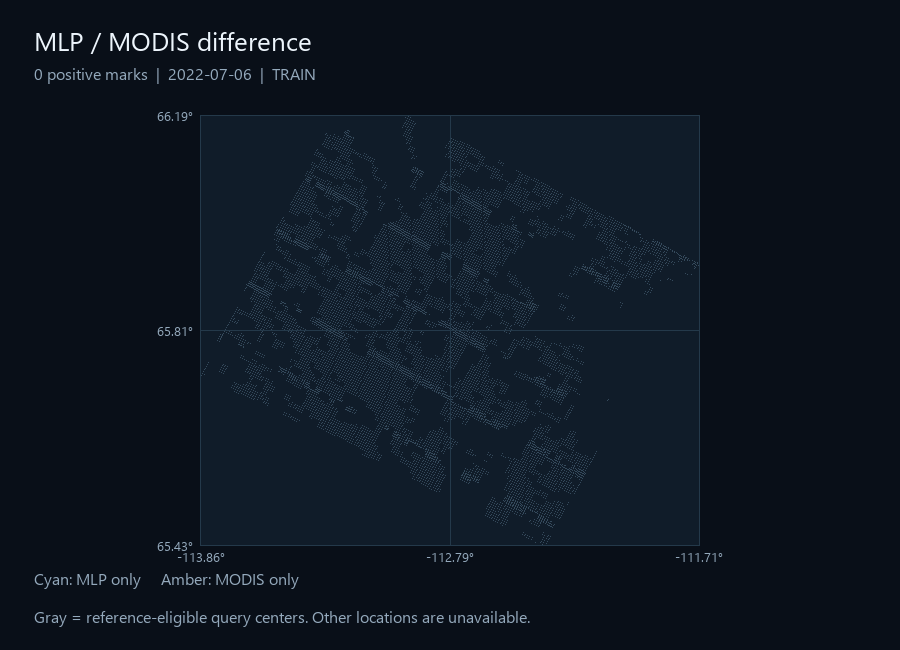 MLP / MODIS difference
0 positive marks | 2022-07-06 | TRAIN
66.19°
65.81°
65.43°
-113.86° -112.79° -111.71°
Cyan: MLP only Amber: MODIS only
Gray = reference-eligible query centers. Other locations are unavailable.